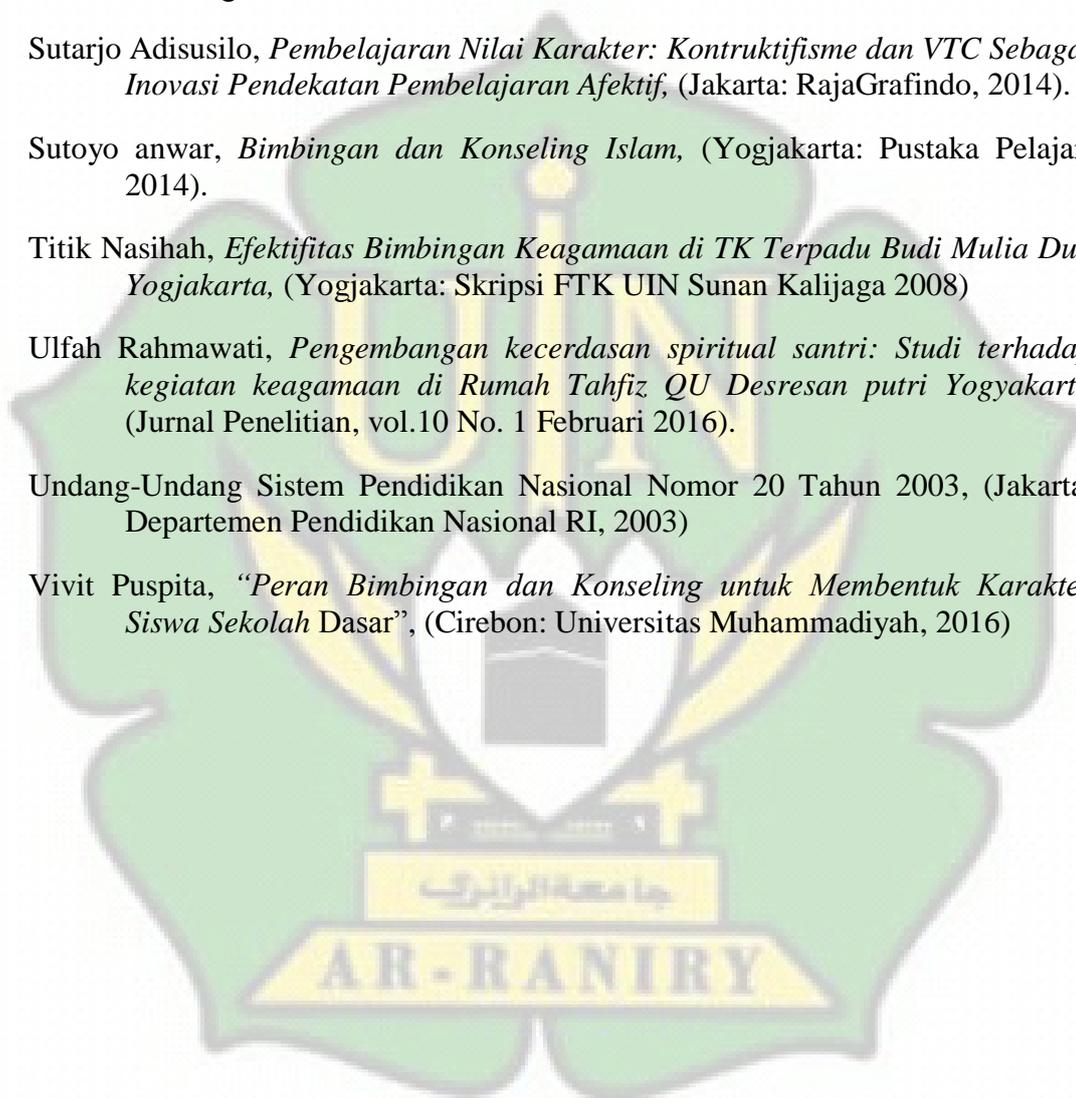 Sutarjo Adisusilo, Pembelajaran Nilai Karakter: Kontruktifisme dan VTC Sebaga
Inovasi Pendekatan Pembelajaran Afektif, (Jakarta: RajaGrafindo, 2014).
Sutoyo anwar, Bimbingan dan Konseling Islam, (Yogjakarta: Pustaka Pelajar
2014).
Titik Nasihah, Efektifitas Bimbingan Keagamaan di TK Terpadu Budi Mulia Du
Yogjakarta, (Yogjakarta: Skripsi FTK UIN Sunan Kalijaga 2008)
Ulfah Rahmawati, Pengembangan kecerdasan spiritual santri: Studi terhada
kegiatan keagamaan di Rumah Tahfiz QU Desresan putri Yogyakart
(Jurnal Penelitian, vol.10 No. 1 Februari 2016).
Undang-Undang Sistem Pendidikan Nasional Nomor 20 Tahun 2003, (Jakarta
Departemen Pendidikan Nasional RI, 2003)
Vivit Puspita, “Peran Bimbingan dan Konseling untuk Membentuk Karakte
Siswa Sekolah Dasar”, (Cirebon: Universitas Muhammadiyah, 2016)
UIN
جامعة الرانري
AR-RANIRY